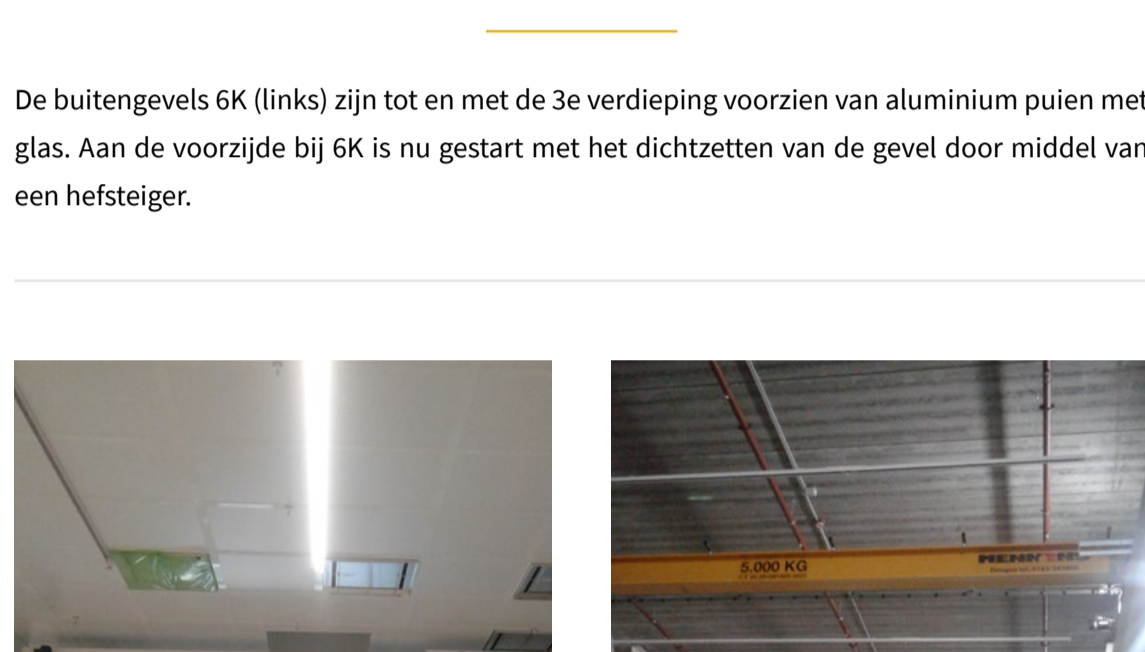 De buitengevels 6K (links) zijn tot en met de 3e verdieping voorzien van aluminium puien met
glas. Aan de voorzijde bij 6K is nu gestart met het dichtzetten van de gevel door middel van
een hefsteiger.
5.000 KG